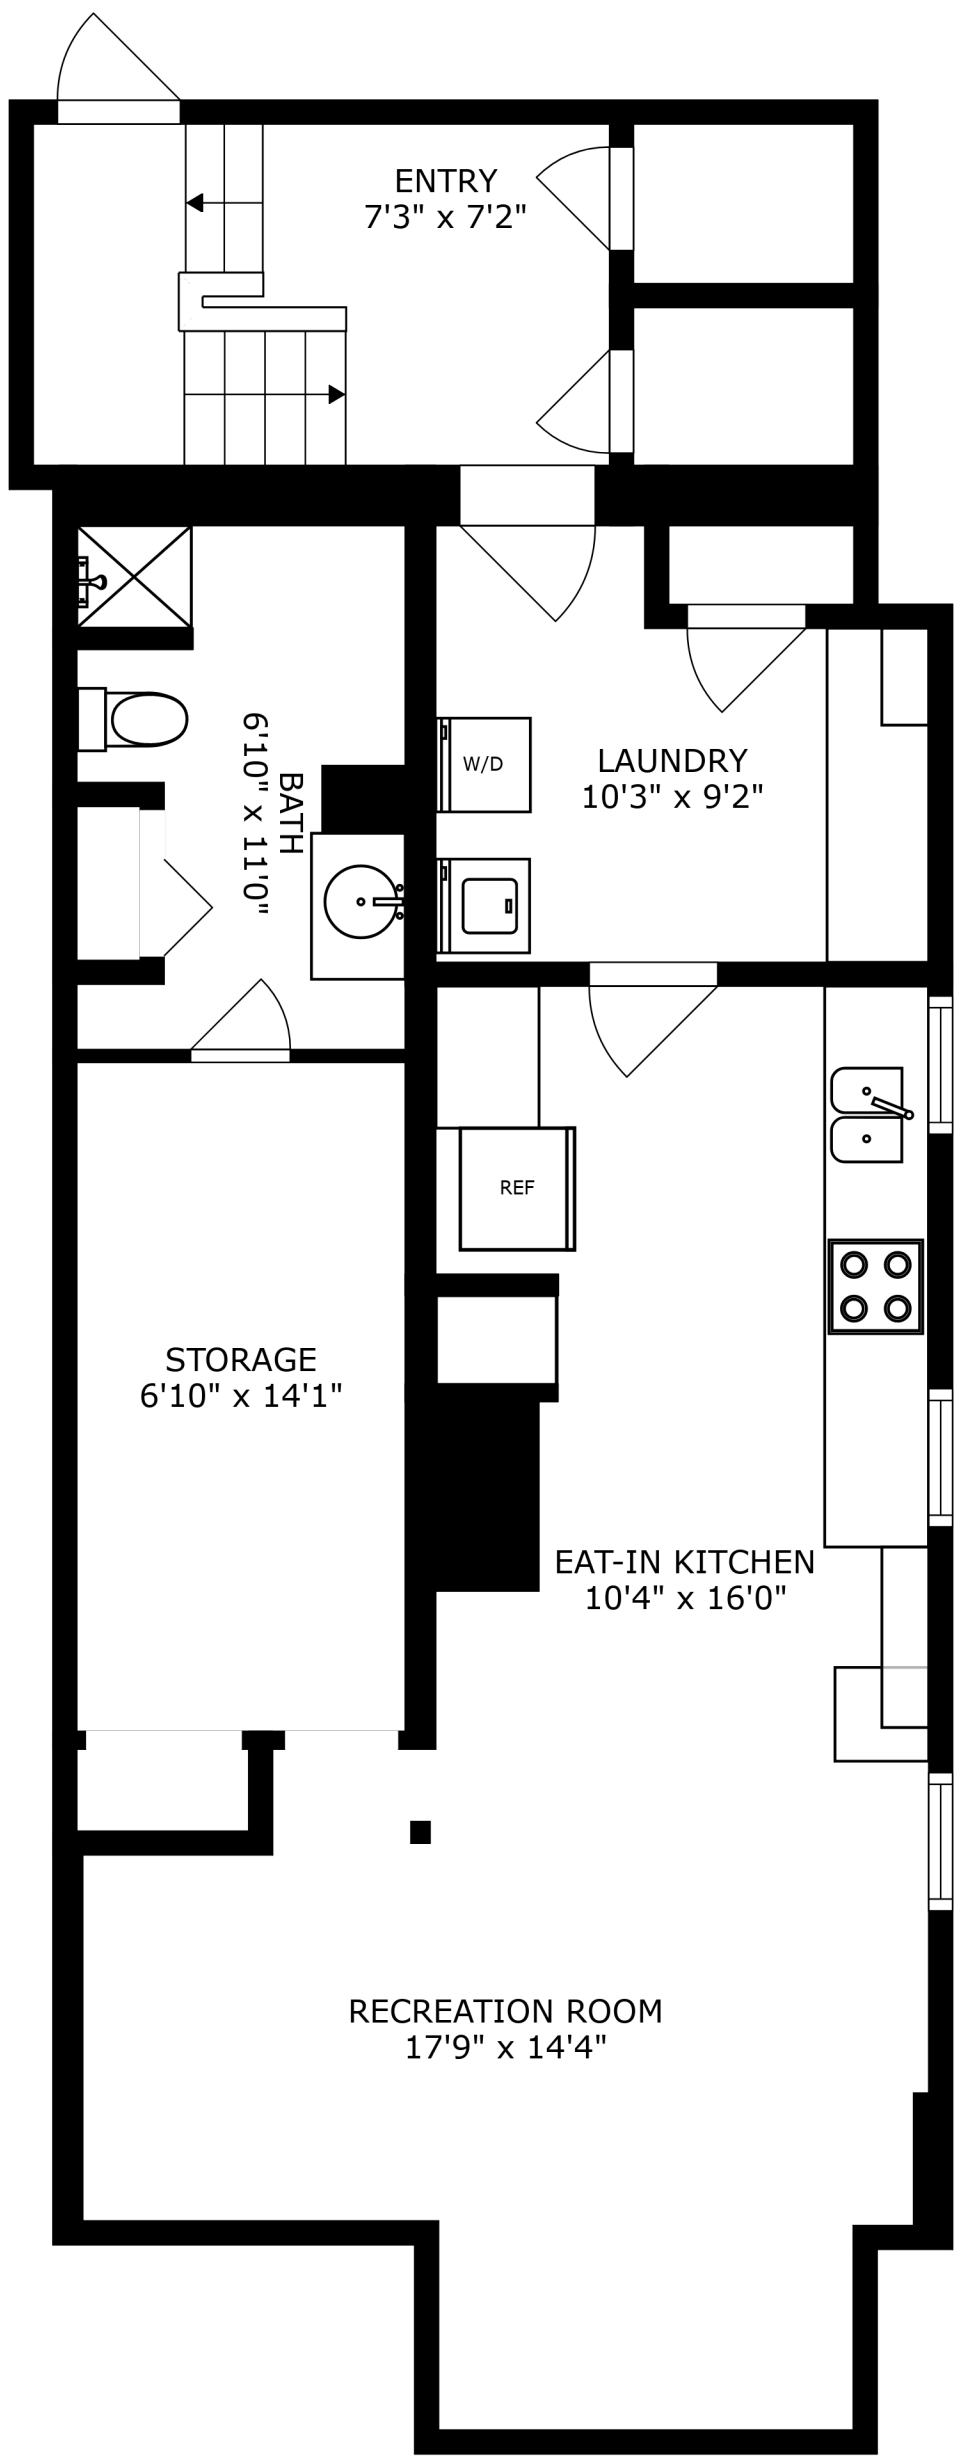 ENTRY
7'3" x 7'2"
BATH
6'10" x 11'0"
W/D
LAUNDRY
10'3" x 9'2"
REF
STORAGE
6'10" x 14'1"
EAT-IN KITCHEN
10'4" x 16'0"
RECREATION ROOM
17'9" x 14'4"